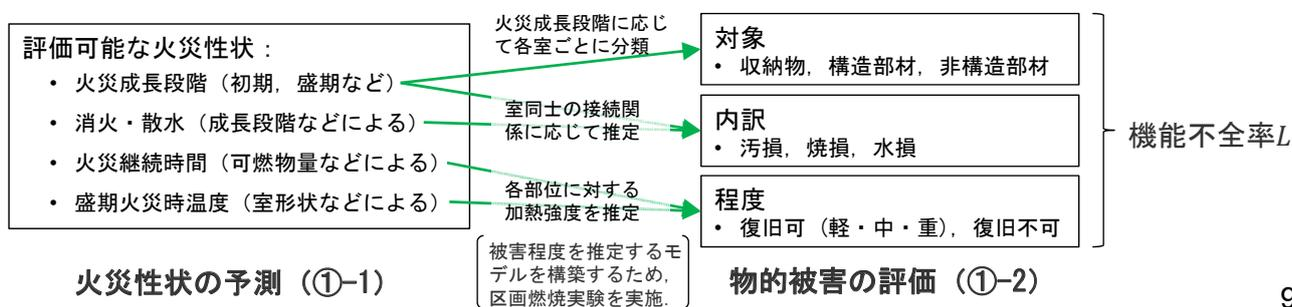 評価可能な火災性状：
• 火災成長段階（初期，盛期など）
• 消火・散水（成長段階などによる）
• 火災継続時間（可燃物量などによる）
• 盛期火災時温度（室形状などによる）
火災性状の予測（①-1）
火災成長段階に応じ
て各室ごとに分類
室同士の接続関
係に応じて推定
各部位に対する
加熱強度を推定
被害程度を推定するモ
デルを構築するため，
区画燃焼実験を実施．
対象
• 収納物，構造部材，非構造部材
内訳
• 汚損，焼損，水損
程度
• 復旧可（軽・中・重），復旧不可
物的被害の評価（①-2）
機能不全率L
9